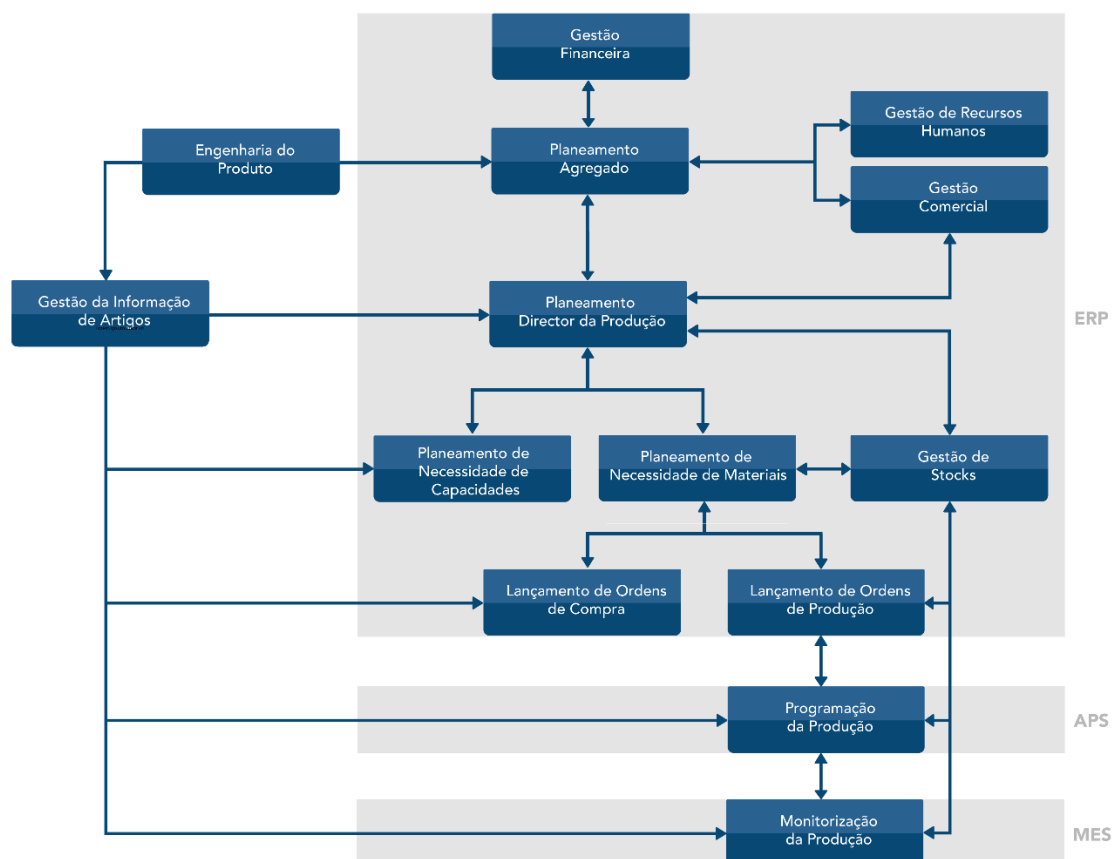 Gestão
Financeira
Gestão de Recursos
Humanos
Engenharia do
Produto
Planeamento
Agregado
Gestão
Comercial
Gestão da Informação
de Artigos
Planeamento
Director da Produção
ERP
Planeamento de
Necessidade de
Capacidades
Planeamento de
Necessidade de Materiais
Gestão de
Stocks
Lançamento de Ordens
de Compra
Lançamento de Ordens
de Produção
Programação
da Produção
APS
Monitorização
da Produção
MES